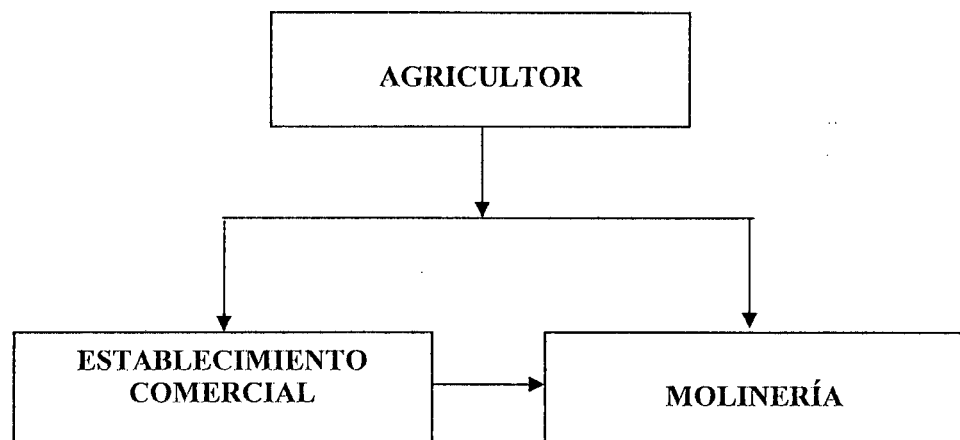 AGRICULTOR
ESTABLECIMIENTO
COMERCIAL
MOLINERÍA